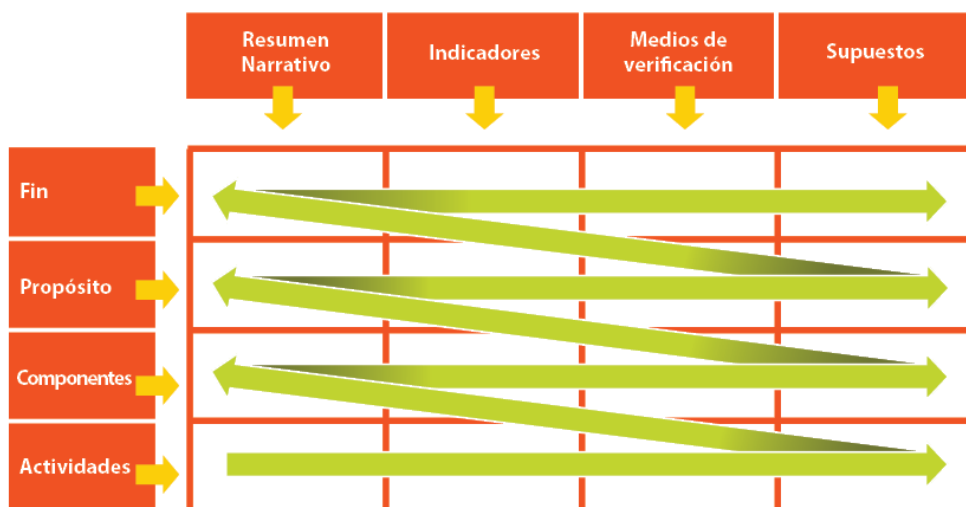 Resumen
Narrativo
Indicadores
Medios de
verificación
Supuestos
Fin
Propósito
Componentes
Actividades